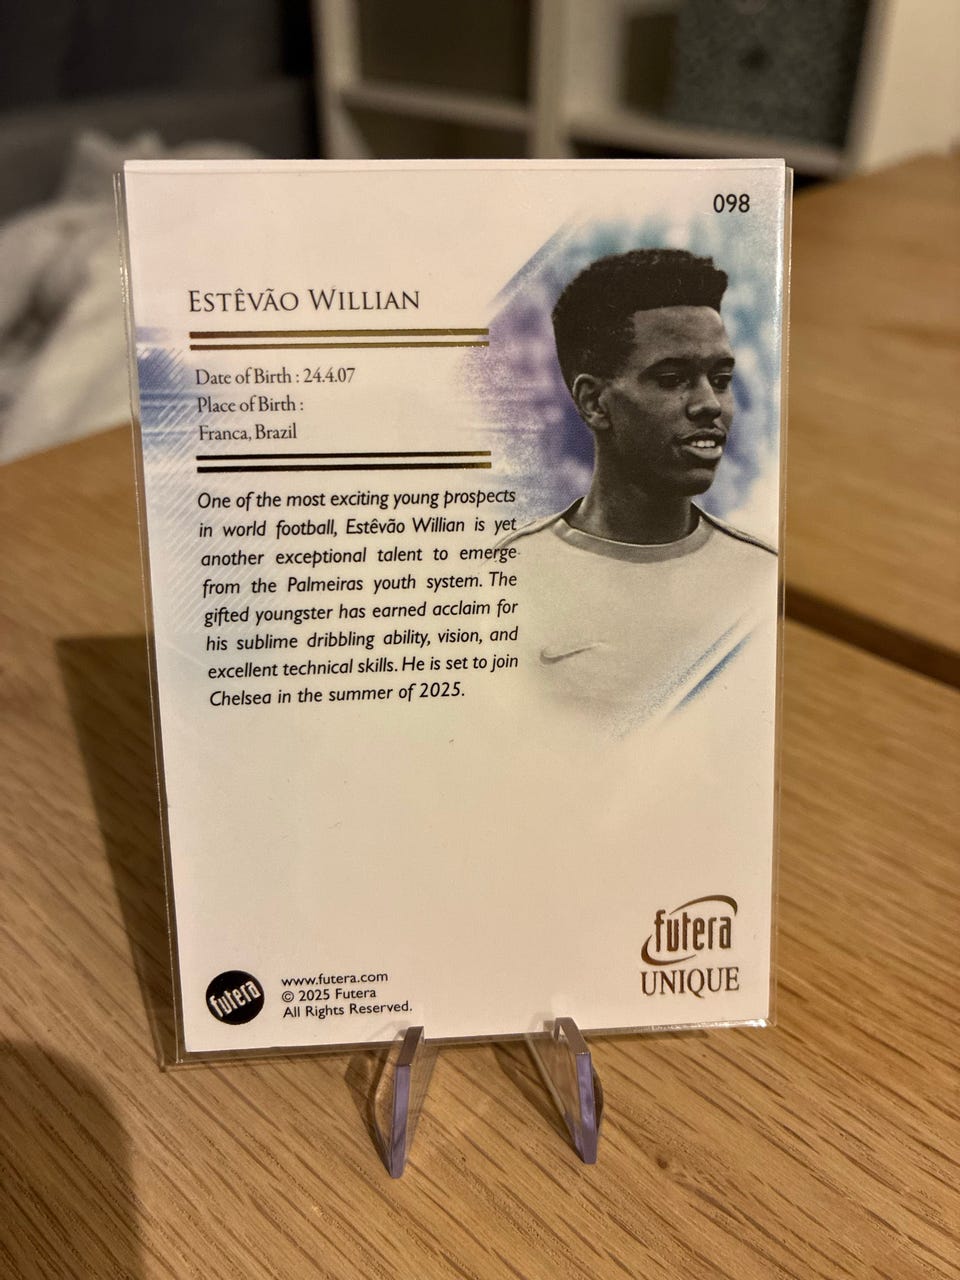 098
ESTÊVÃO WILLIAN
Date of Birth : 24.4.07
Place of Birth :
Franca, Brazil
One of the most exciting young prospects
in world football, Estêvão Willian is yet
another exceptional talent to emerge
from the Palmeiras youth system. The
gifted youngster has earned acclaim for
his sublime dribbling ability, vision, and
excellent technical skills. He is set to join
Chelsea in the summer of 2025.
futera
UNIQUE
futera
www.futera.com
© 2025 Futera
All Rights Reserved.